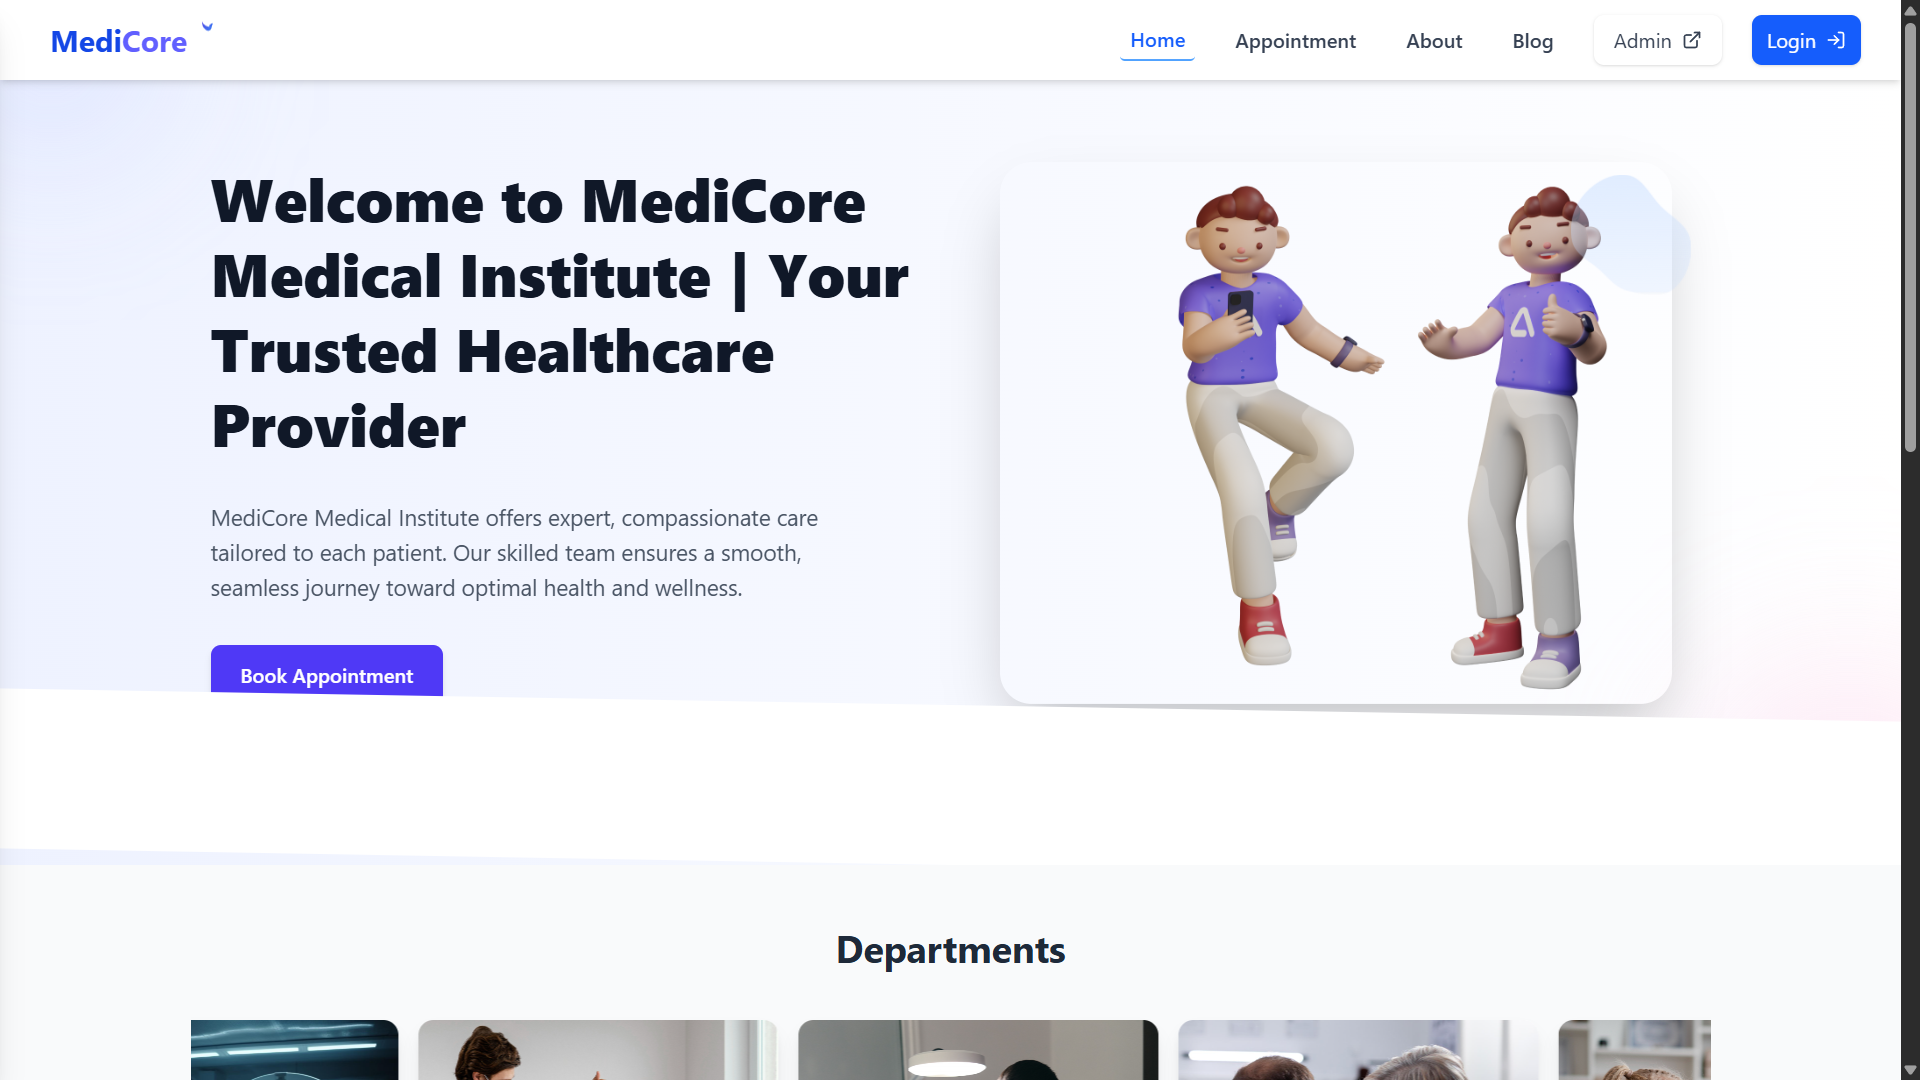 MediCore
Home
Appointment
About
Blog
Admin
Login
Welcome to MediCore
Medical Institute | Your
Trusted Healthcare
Provider
MediCore Medical Institute offers expert, compassionate care
tailored to each patient. Our skilled team ensures a smooth,
seamless journey toward optimal health and wellness.
Book Appointment
Departments